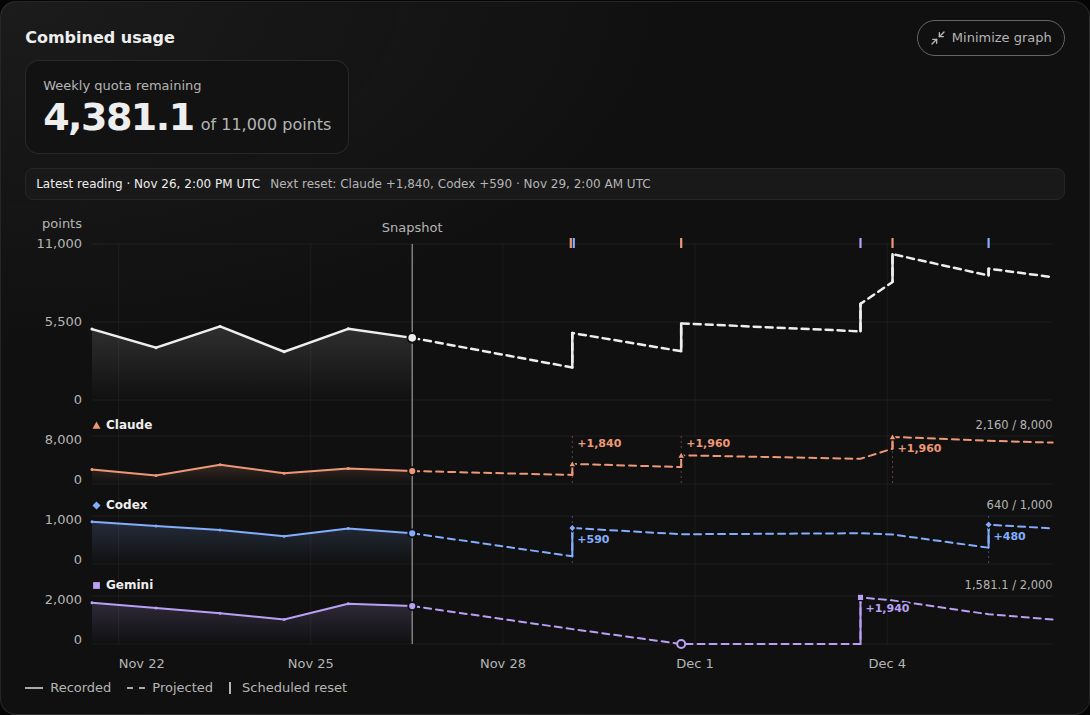 Combined usage
Minimize graph
Weekly quota remaining
4,381.1 of 11,000 points
Latest reading · Nov 26, 2:00 PM UTC Next reset: Claude +1,840, Codex +590 · Nov 29, 2:00 AM UTC
points
Snapshot
11,000
5,500
0
Claude
2,160 / 8,000
8,000
0
+1,840
+1,960
+1,960
Codex
640 / 1,000
1,000
0
+590
+480
Gemini
1,581.1 / 2,000
2,000
0
+1,940
Nov 22
Nov 25
Nov 28
Dec 1
Dec 4
Recorded
Projected
Scheduled reset